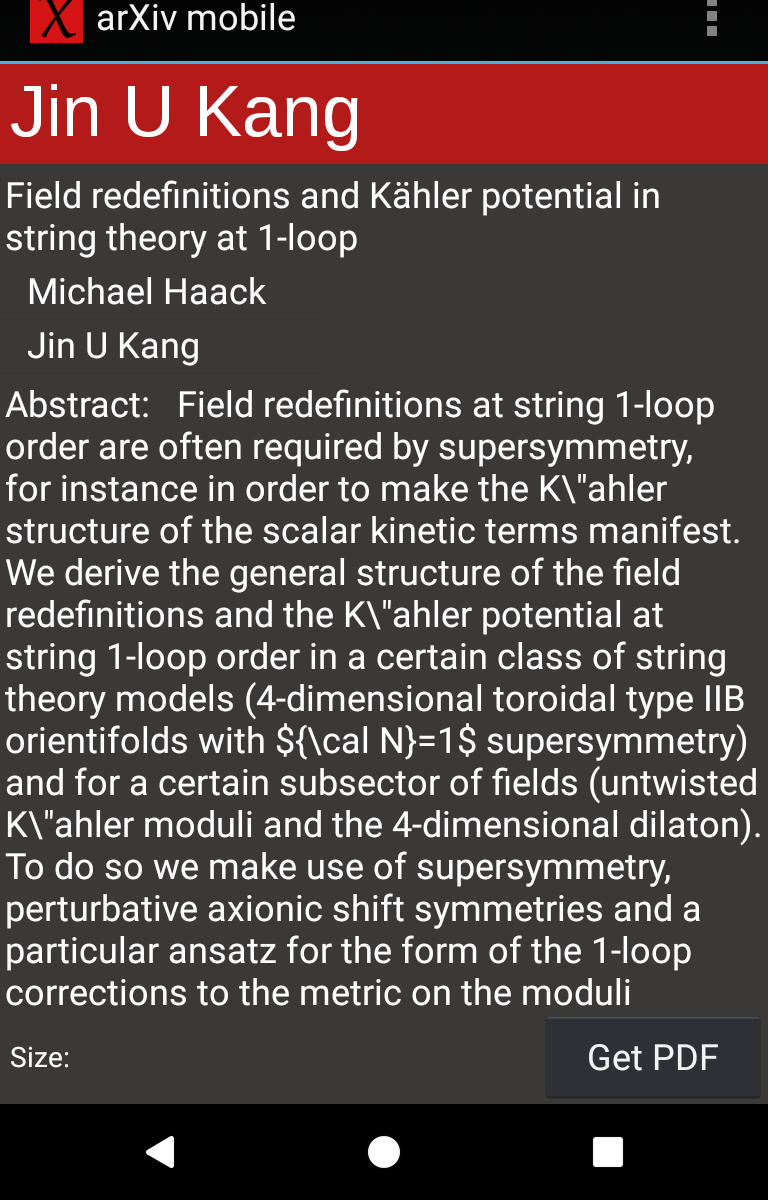 arXiv mobile
Jin U Kang
Field redefinitions and Kähler potential in
string theory at 1-loop
Michael Haack
Jin U Kang
Abstract:   Field redefinitions at string 1-loop
order are often required by supersymmetry,
for instance in order to make the K\"ahler
structure of the scalar kinetic terms manifest.
We derive the general structure of the field
redefinitions and the K\"ahler potential at
string 1-loop order in a certain class of string
theory models (4-dimensional toroidal type IIB
orientifolds with ${\cal N}=1$ supersymmetry)
and for a certain subsector of fields (untwisted
K\"ahler moduli and the 4-dimensional dilaton).
To do so we make use of supersymmetry,
perturbative axionic shift symmetries and a
particular ansatz for the form of the 1-loop
corrections to the metric on the moduli
Size:
Get PDF